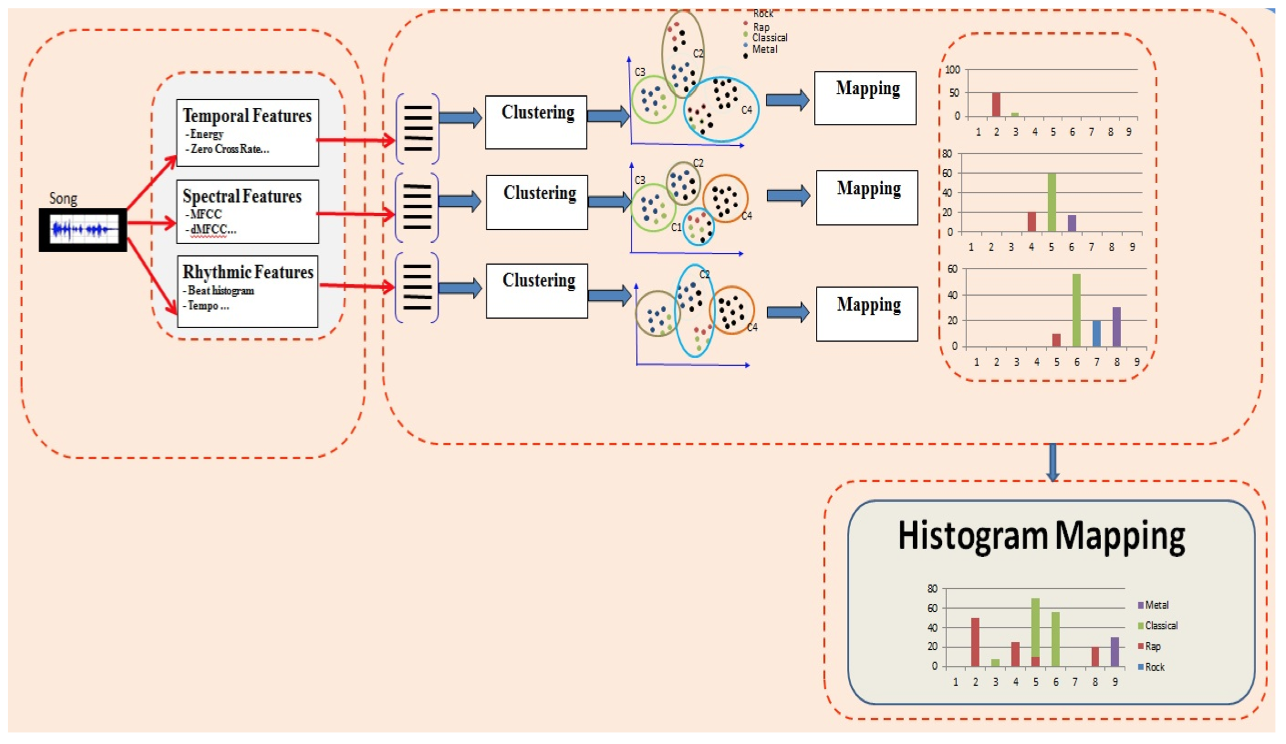 Song
Temporal Features
- Energy
- Zero Cross Rate...
Spectral Features
- MFCC
- dMFCC...
Rhythmic Features
- Beat histogram
- Tempo ...
Clustering
Clustering
Clustering
Rock
Rap
Classical
Metal
C2
C3
C4
C2
C3
C4
C1
C2
C4
Mapping
Mapping
Mapping
100
50
0
1 2 3 4 5 6 7 8 9
80
60
40
20
0
1 2 3 4 5 6 7 8 9
60
40
20
0
1 2 3 4 5 6 7 8 9
Histogram Mapping
80
60
40
20
0
1 2 3 4 5 6 7 8 9
Metal
Classical
Rap
Rock